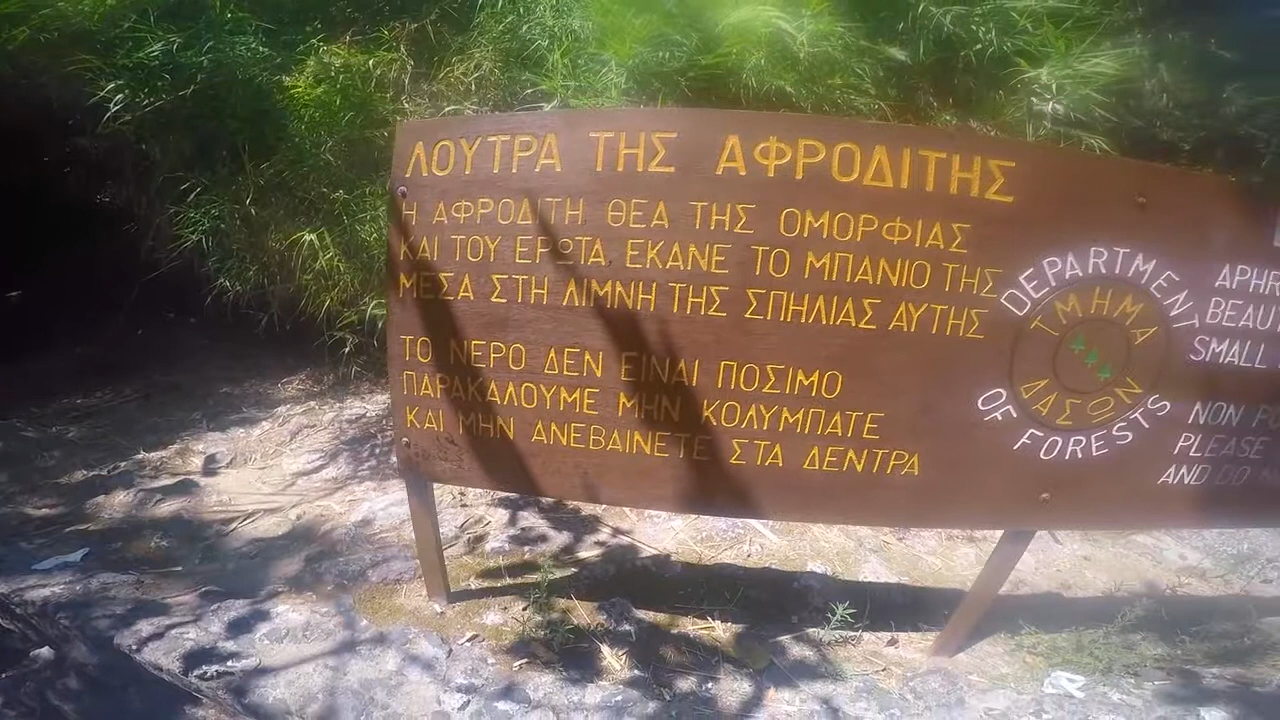 ΛΟΥΤΡΑ ΤΗΣ ΑΦΡΟΔΙΤΗΣ
Η ΑΦΡΟΔΙΤΗ, ΘΕΑ ΤΗΣ ΟΜΟΡΦΙΑΣ
ΚΑΙ ΤΟΥ ΕΡΩΤΑ, ΕΚΑΝΕ ΤΟ ΜΠΑΝΙΟ ΤΗΣ
ΜΕΣΑ ΣΤΗ ΛΙΜΝΗ ΤΗΣ ΣΠΗΛΙΑΣ ΑΥΤΗΣ
ΤΟ ΝΕΡΟ ΔΕΝ ΕΙΝΑΙ ΠΟΣΙΜΟ
ΠΑΡΑΚΑΛΟΥΜΕ ΜΗΝ ΚΟΛΥΜΠΑΤΕ
ΚΑΙ ΜΗΝ ΑΝΕΒΑΙΝΕΤΕ ΣΤΑ ΔΕΝΤΡΑ
DEPARTMENT
OF FORESTS
ΤΜΗΜΑ
ΔΑΣΩΝ
APHR
BEAU
SMALL
NON PO
PLEASE
AND DO